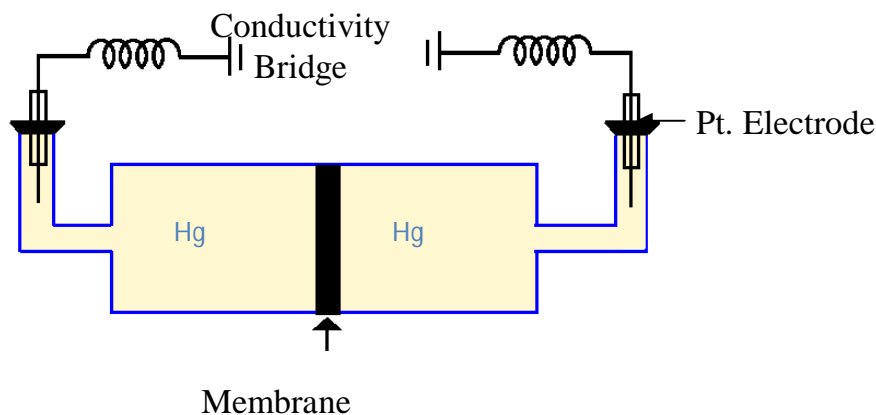 Conductivity
Bridge
Pt. Electrode
Hg
Hg
Membrane